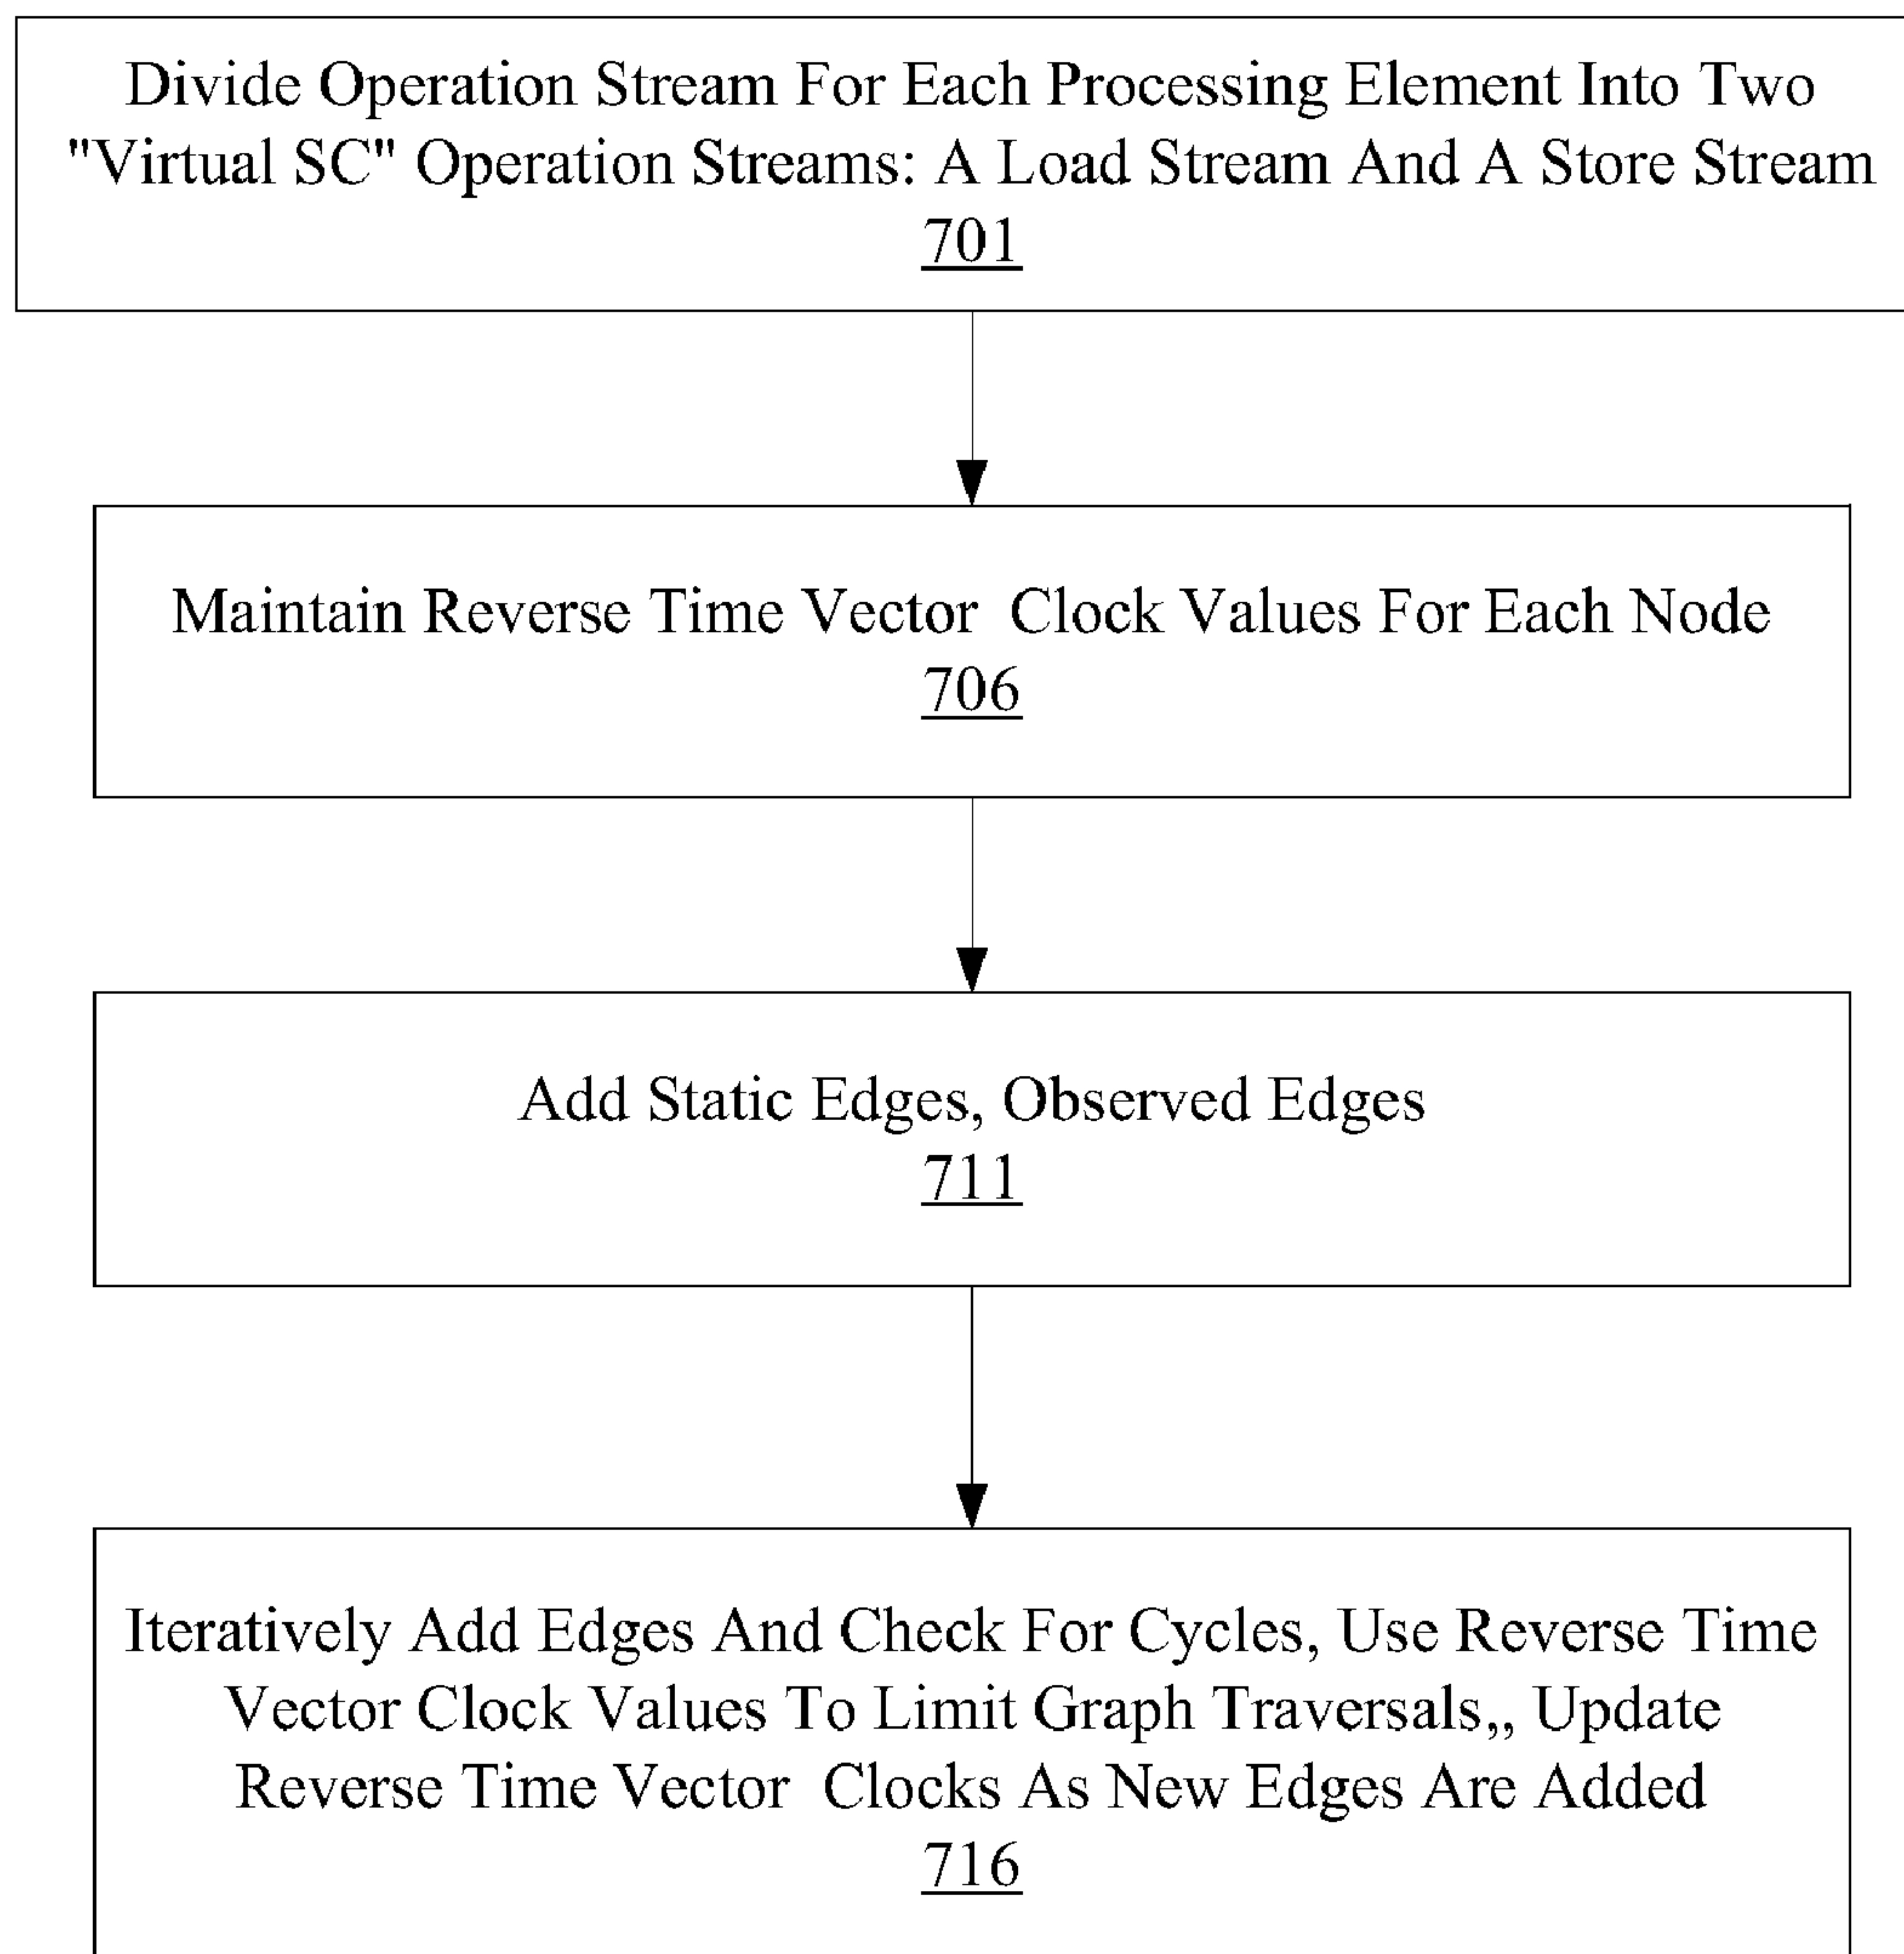 Divide Operation Stream For Each Processing Element Into Two
"Virtual SC" Operation Streams: A Load Stream And A Store Stream
701
Maintain Reverse Time Vector Clock Values For Each Node
706
Add Static Edges, Observed Edges
711
Iteratively Add Edges And Check For Cycles, Use Reverse Time
Vector Clock Values To Limit Graph Traversals,, Update
Reverse Time Vector Clocks As New Edges Are Added
716